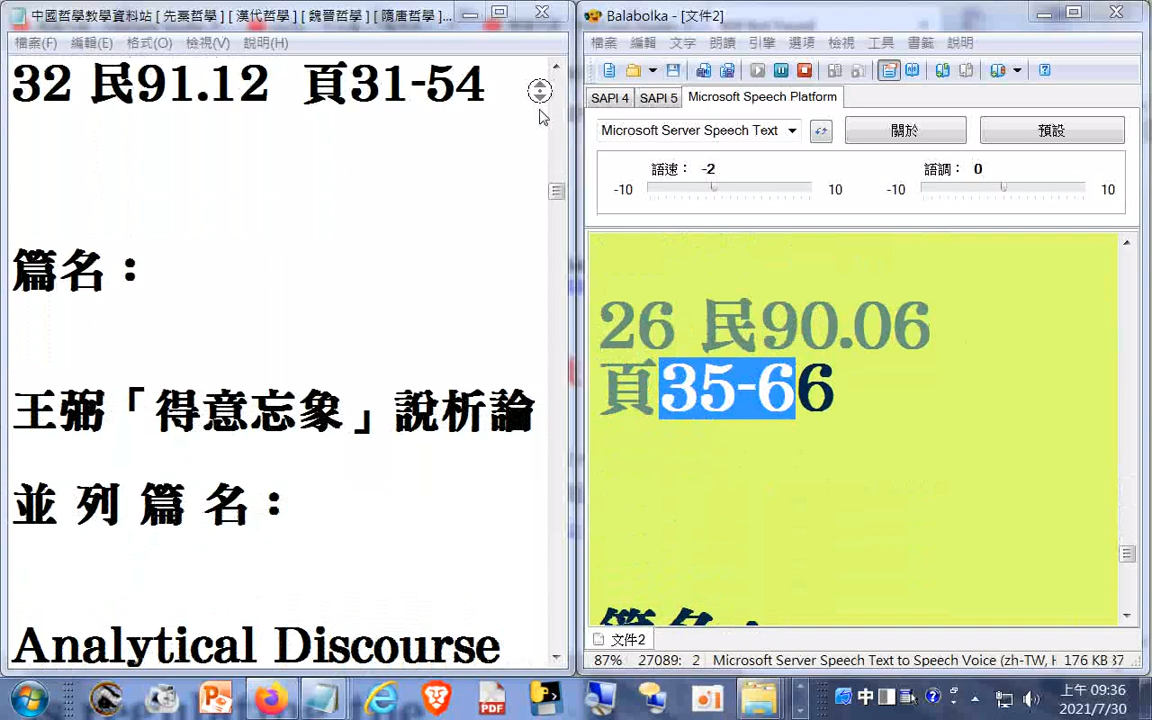 中國哲學教學資料站 [ 先秦哲學 ] [ 漢代哲學 ] [ 魏晉哲學 ] [ 隋唐哲學 ]...
檔案(F) 編輯(E) 格式(O) 檢視(V) 說明(H)
32 民91.12 頁31-54
篇名：
王弼「得意忘象」說析論
並 列 篇 名：
Analytical Discourse
Balabolka - [文件2]
檔案 編輯 文字 朗讀 引擎 選項 檢視 工具 書籤 說明
SAPI 4 SAPI 5 Microsoft Speech Platform
Microsoft Server Speech Text 關於 預設
語速： -2 語調： 0
-10 10 -10 10
26 民90.06
頁35-66
篇名：
文件2
87% 27089: 2 Microsoft Server Speech Text to Speech Voice (zh-TW, H 176 KB 37
中
上午 09:36
2021/7/30